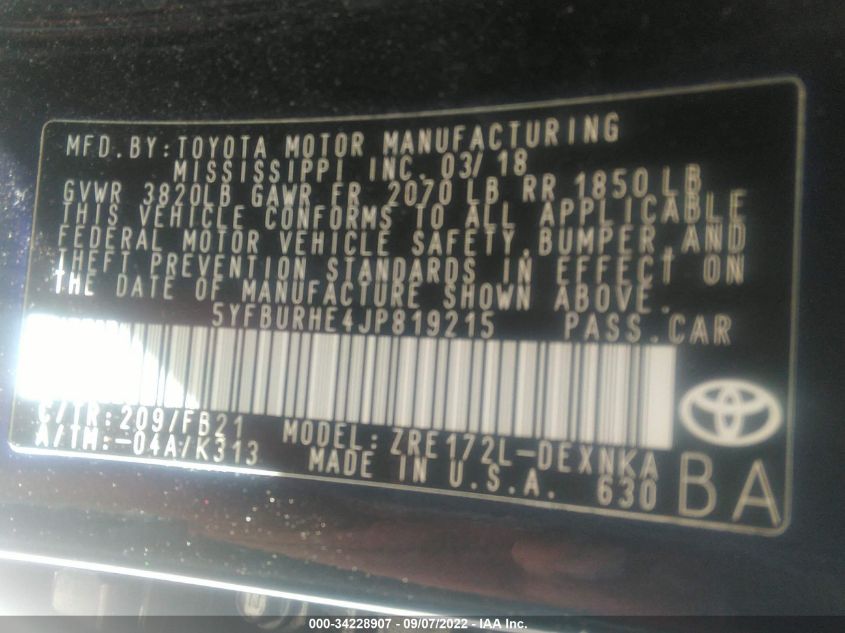 MFD.BY:TOYOTA MOTOR MANUFACTURING
MISSISSIPPI INC. 03/18
GVWR 3820LB GAWR FR 2070 LB RR 1850 LB
THIS VEHICLE CONFORMS TO ALL APPLICABLE
FEDERAL MOTOR VEHICLE SAFETY,BUMPER,AND
THEFT PREVENTION STANDARDS IN EFFECT ON
THE DATE OF MANUFACTURE SHOWN ABOVE.
5YFBURHE4JP819215 PASS.CAR
C/TR:209/FB21 MODEL:ZRE172L-DEXNKA
A/TM:-04A/K313 MADE IN U.S.A. 630 BA
000-34228907 - 09/07/2022 - IAA Inc.